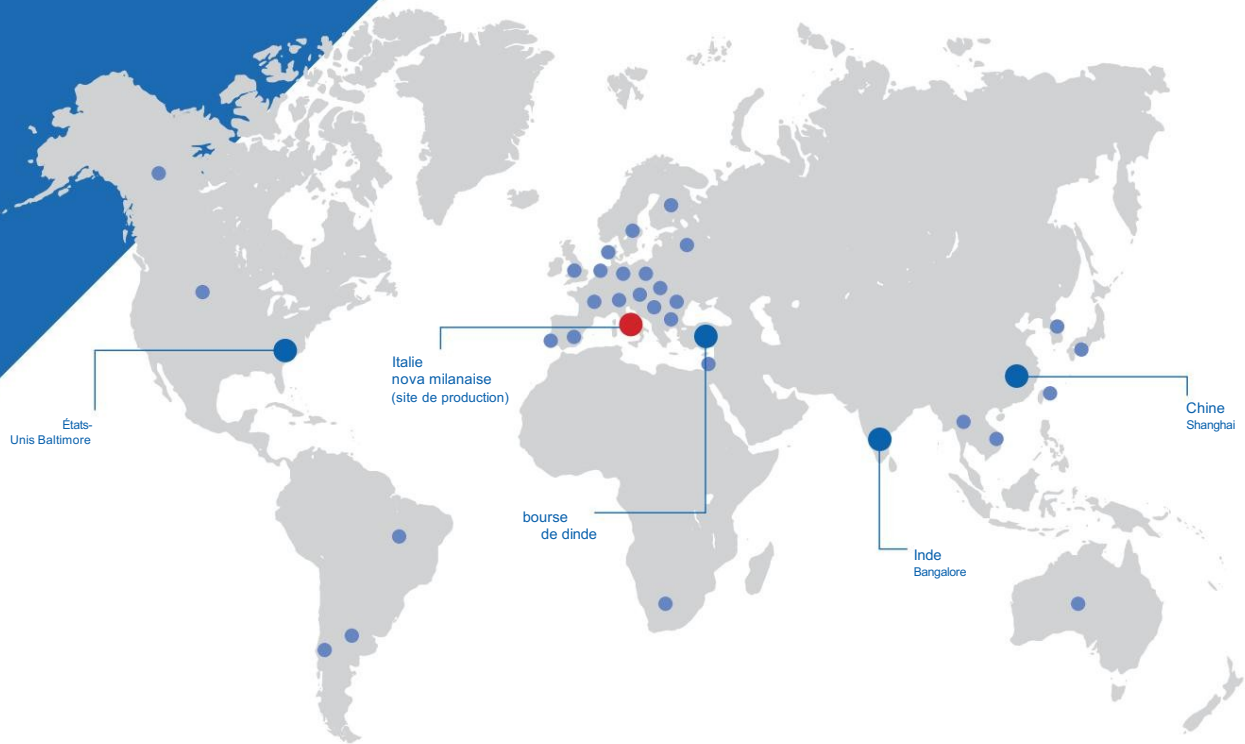 Italie
nova milanaise
(site de production)
États-
Unis Baltimore
Chine
Shanghai
bourse
de dinde
Inde
Bangalore